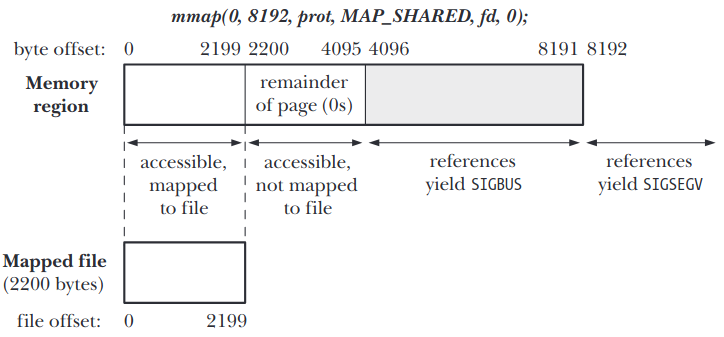 mmap(0, 8192, prot, MAP_SHARED, fd, 0);
byte offset: 0 2199 2200 4095 4096 8191 8192
Memory
region
remainder
of page (0s)
accessible,
mapped
to file
accessible,
not mapped
to file
references
yield SIGBUS
references
yield SIGSEGV
Mapped file
(2200 bytes)
file offset: 0 2199